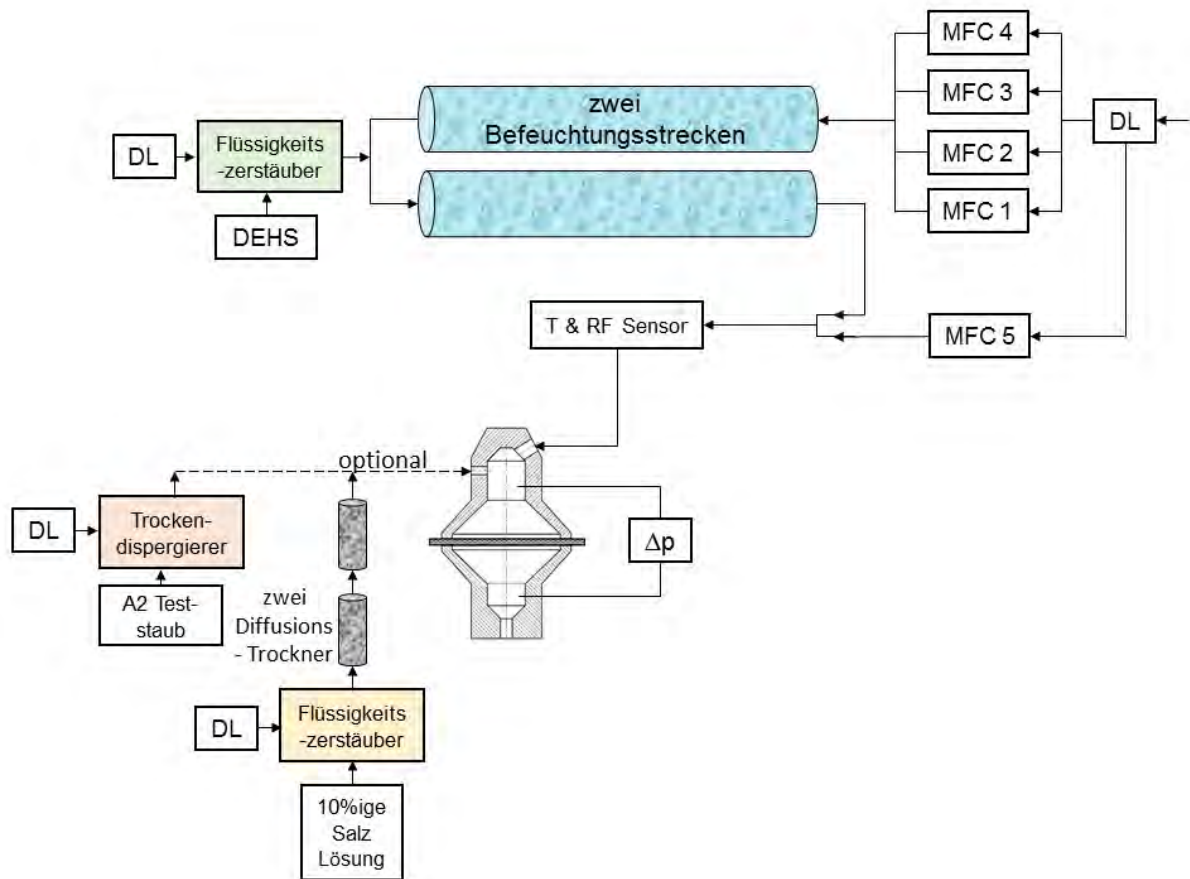 MFC 4
zwei
Befeuchtungsstrecken
MFC 3
DL
DL
Flüssigkeits
-zerstäuber
MFC 2
MFC 1
DEHS
T & RF Sensor
MFC 5
optional
DL
Trocken-
dispergierer
Δp
A2 Test-
staub
zwei
Diffusions
- Trockner
DL
Flüssigkeits
-zerstäuber
10%ige
Salz
Lösung